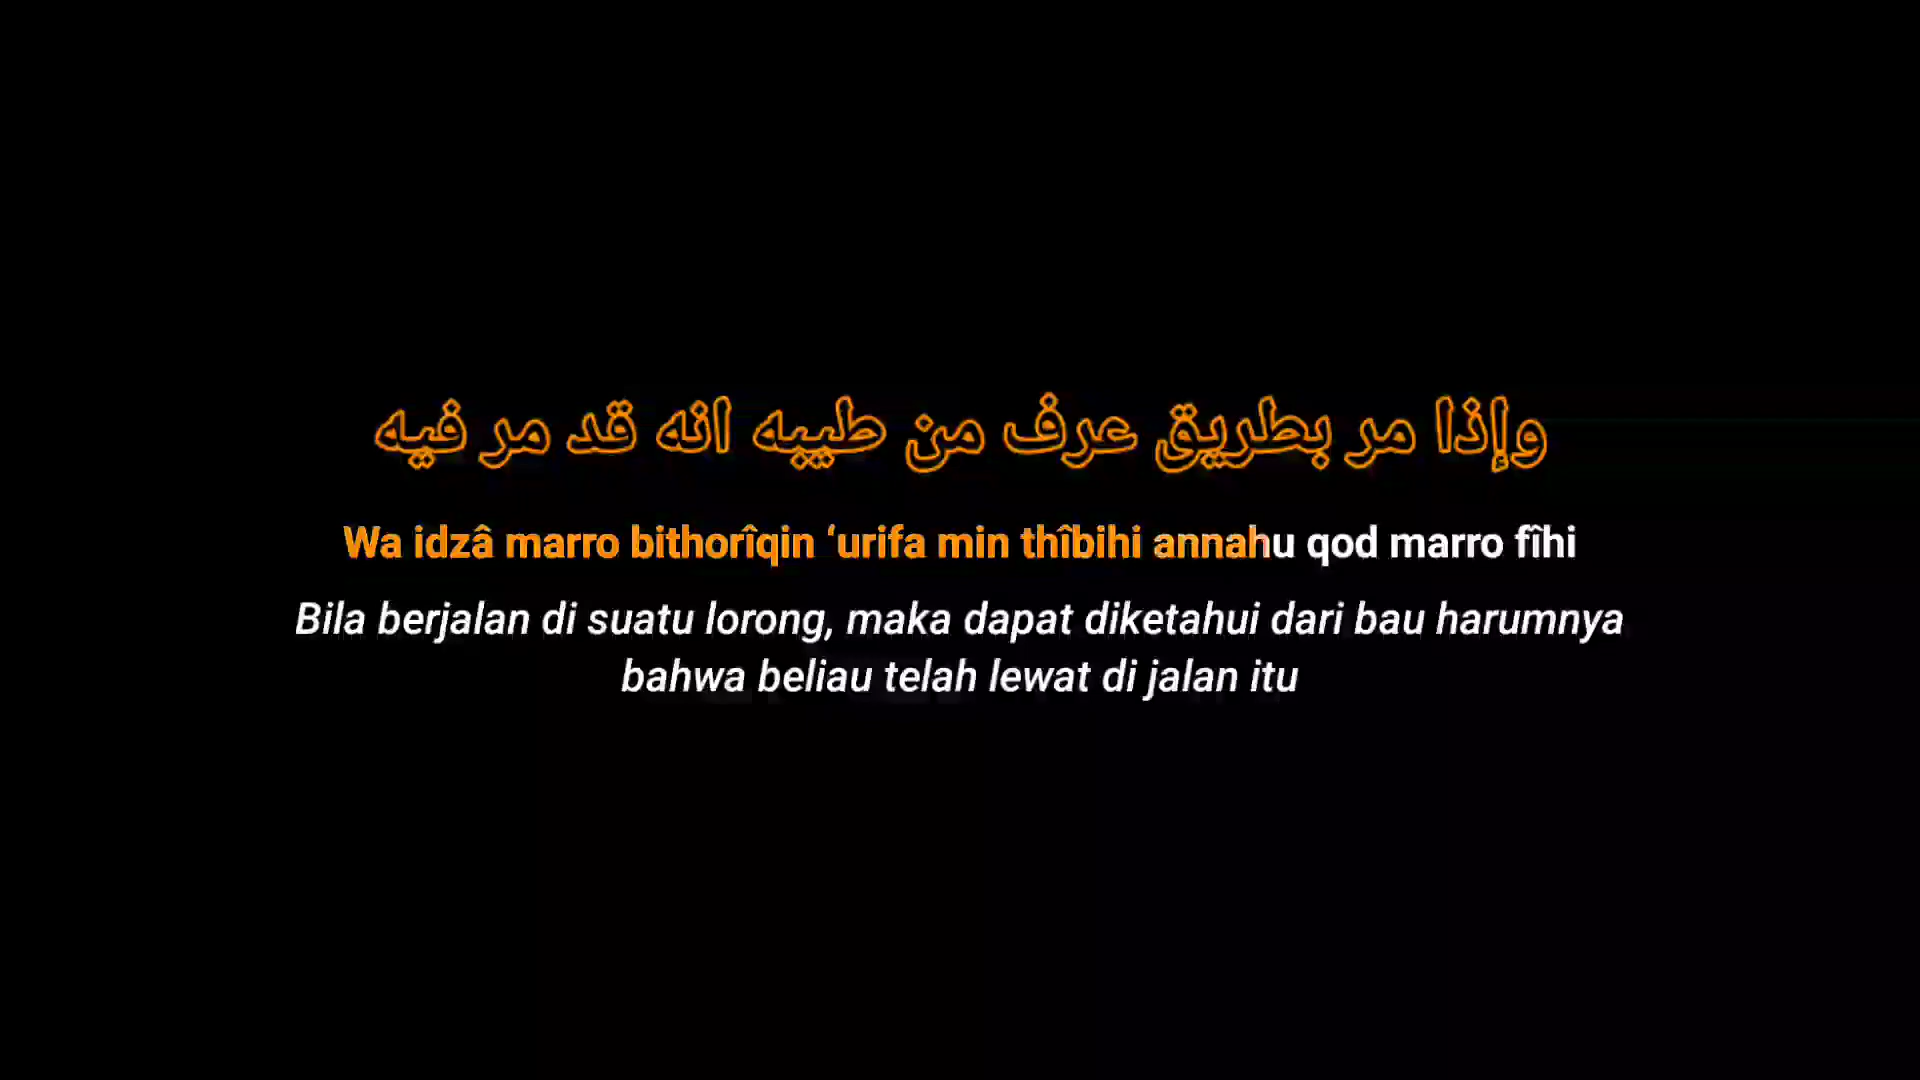 وإذا مر بطريق عرف من طيبه انه قد مر فيه
Wa idzâ marro bithorîqin ‘urifa min thîbihi annahu qod marro fîhi
Bila berjalan di suatu lorong, maka dapat diketahui dari bau harumnya
bahwa beliau telah lewat di jalan itu